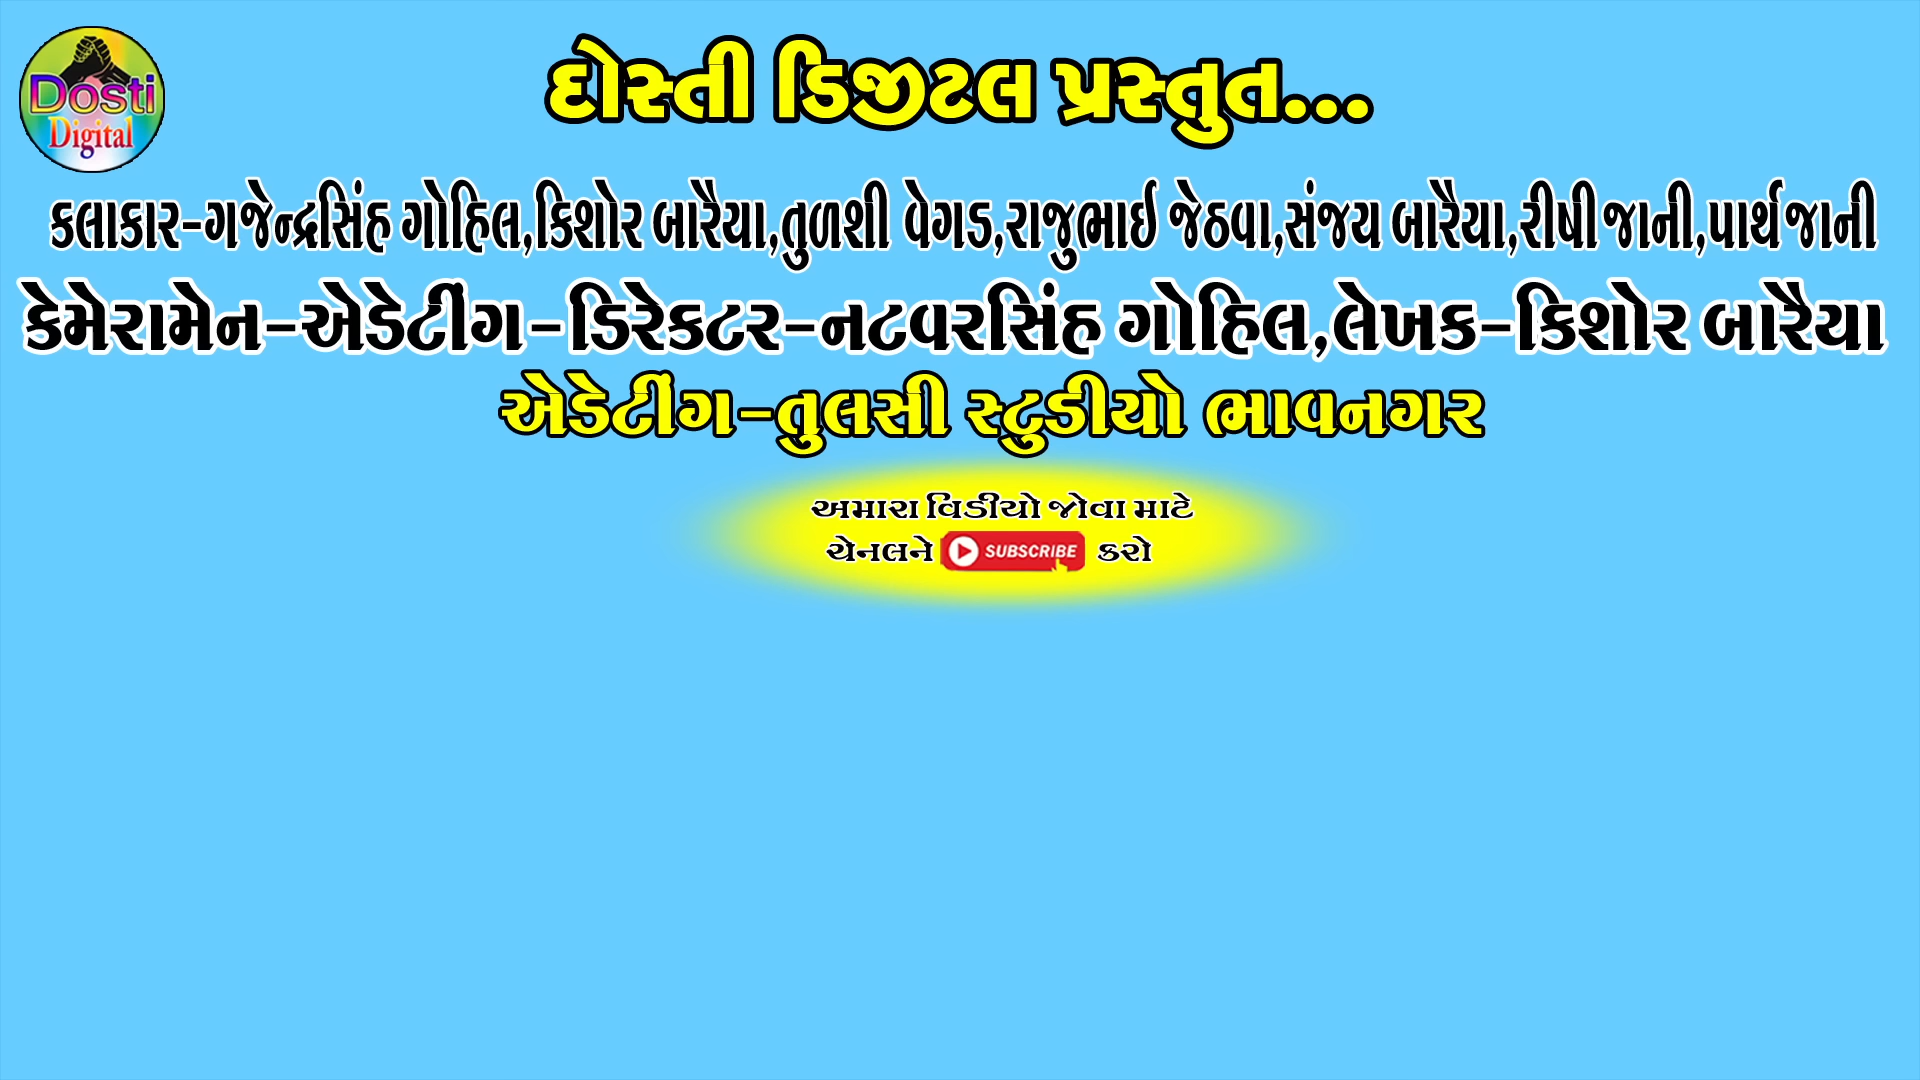 Dosti
Digital
દોસ્તી ડિજીટલ પ્રસ્તુત...
કલાકાર-ગજેન્દ્રસિંહ ગોહિલ,કિશોર બારૈયા,તુળશી વેગડ,રાજુભાઈ જેઠવા,સંજય બારૈયા,રીષી જાની,પાર્થ જાની
કેમેરામેન-એડેટીંગ-ડિરેકટર-નટવરસિંહ ગોહિલ,લેખક-કિશોર બારૈયા
એડેટીંગ-તુલસી સ્ટુડીયો ભાવનગર
અમારા વિડીયો જોવા માટે
ચેનલને SUBSCRIBE કરો